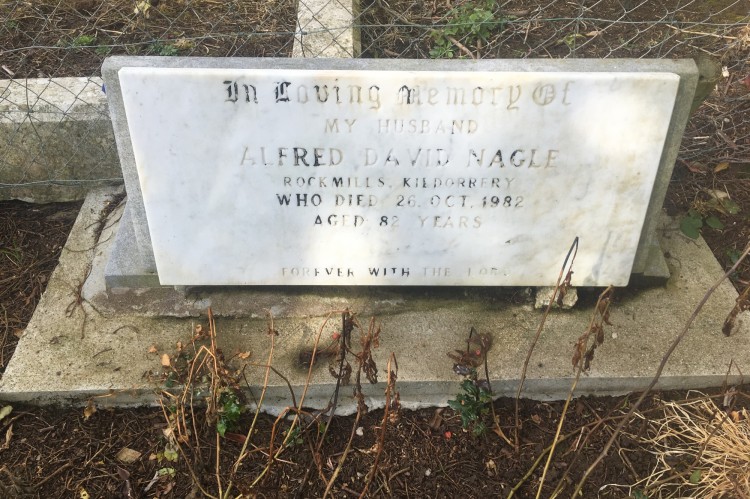 In Loving Memory Of
MY HUSBAND
ALFRED DAVID NAGLE
ROCKMILLS, KILDORRERY
WHO DIED 26. OCT. 1982
AGED 82 YEARS
FOREVER WITH THE LORD